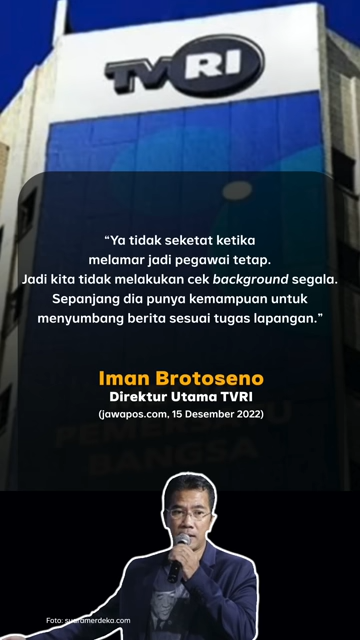 TVRI
“Ya tidak seketat ketika
melamar jadi pegawai tetap.
Jadi kita tidak melakukan cek background segala.
Sepanjang dia punya kemampuan untuk
menyumbang berita sesuai tugas lapangan.”
Iman Brotoseno
Direktur Utama TVRI
(jawapos.com, 15 Desember 2022)
BANGSA
Foto: suaramerdeka.com